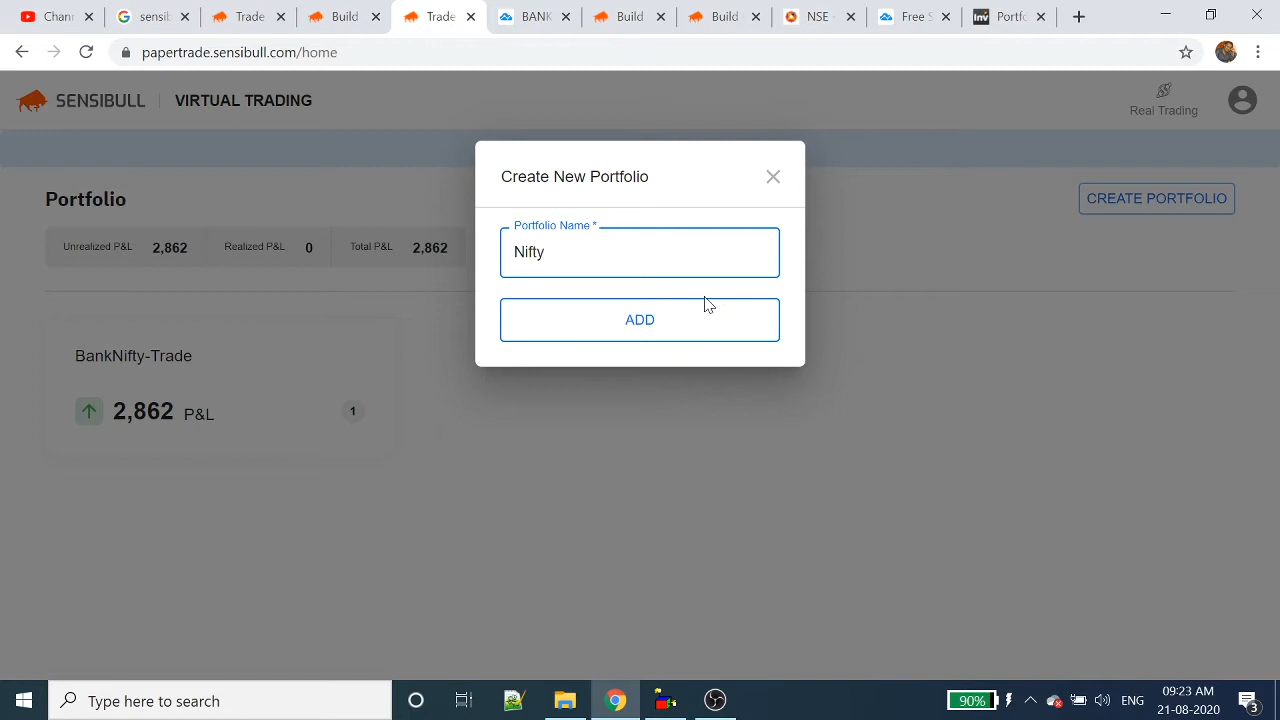 Chann
sensib
Trade
Build
Trade
BANK
Build
Build
NSE
Free S
Inv
Portfo
papertrade.sensibull.com/home
SENSIBULL
VIRTUAL TRADING
Real Trading
Create New Portfolio
Portfolio
CREATE PORTFOLIO
Portfolio Name *
Nifty
Unrealized P&L 2,862
Realized P&L 0
Total P&L 2,862
ADD
BankNifty-Trade
2,862 P&L
1
Type here to search
90%
ENG
09:23 AM
21-08-2020
3